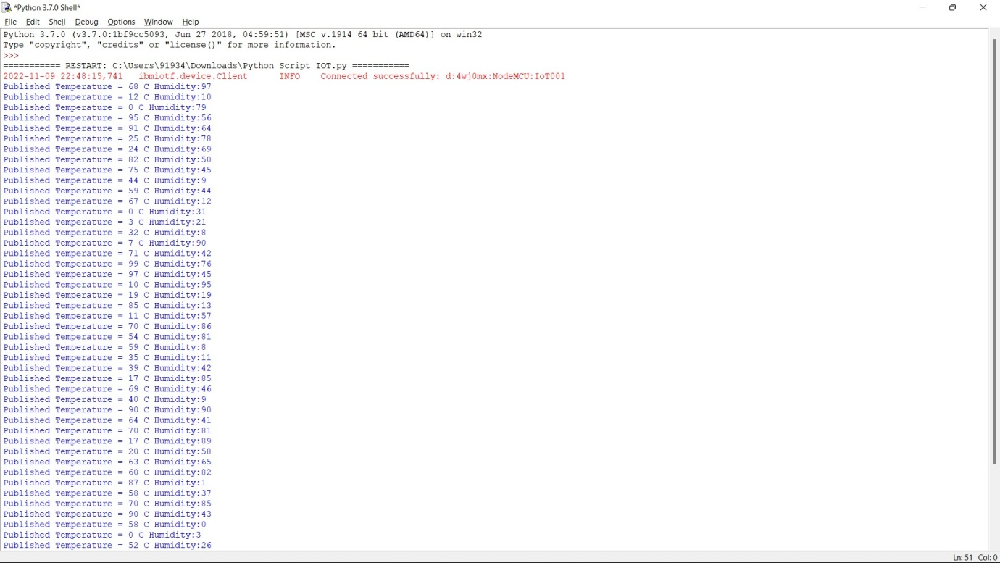 *Python 3.7.0 Shell*
File Edit Shell Debug Options Window Help
Python 3.7.0 (v3.7.0:1bf9cc5093, Jun 27 2018, 04:59:51) [MSC v.1914 64 bit (AMD64)] on win32
Type "copyright", "credits" or "license()" for more information.
>>>
=========== RESTART: C:\Users\91934\Downloads\Python Script IOT.py ===========
2022-11-09 22:48:15,741   ibmiotf.device.Client      INFO    Connected successfully: d:4wj0mx:NodeMCU:IoT001
Published Temperature = 68 C Humidity:97
Published Temperature = 12 C Humidity:10
Published Temperature = 0 C Humidity:79
Published Temperature = 95 C Humidity:56
Published Temperature = 91 C Humidity:64
Published Temperature = 25 C Humidity:78
Published Temperature = 24 C Humidity:69
Published Temperature = 82 C Humidity:50
Published Temperature = 75 C Humidity:45
Published Temperature = 44 C Humidity:9
Published Temperature = 59 C Humidity:44
Published Temperature = 67 C Humidity:12
Published Temperature = 0 C Humidity:31
Published Temperature = 3 C Humidity:21
Published Temperature = 32 C Humidity:8
Published Temperature = 7 C Humidity:90
Published Temperature = 71 C Humidity:42
Published Temperature = 99 C Humidity:76
Published Temperature = 97 C Humidity:45
Published Temperature = 10 C Humidity:95
Published Temperature = 19 C Humidity:19
Published Temperature = 85 C Humidity:13
Published Temperature = 11 C Humidity:57
Published Temperature = 70 C Humidity:86
Published Temperature = 54 C Humidity:81
Published Temperature = 59 C Humidity:8
Published Temperature = 35 C Humidity:11
Published Temperature = 39 C Humidity:42
Published Temperature = 17 C Humidity:85
Published Temperature = 69 C Humidity:46
Published Temperature = 40 C Humidity:9
Published Temperature = 90 C Humidity:90
Published Temperature = 64 C Humidity:41
Published Temperature = 70 C Humidity:81
Published Temperature = 17 C Humidity:89
Published Temperature = 20 C Humidity:58
Published Temperature = 63 C Humidity:65
Published Temperature = 60 C Humidity:82
Published Temperature = 87 C Humidity:1
Published Temperature = 58 C Humidity:37
Published Temperature = 70 C Humidity:85
Published Temperature = 90 C Humidity:43
Published Temperature = 58 C Humidity:0
Published Temperature = 0 C Humidity:3
Published Temperature = 52 C Humidity:26
Ln: 51 Col: 0